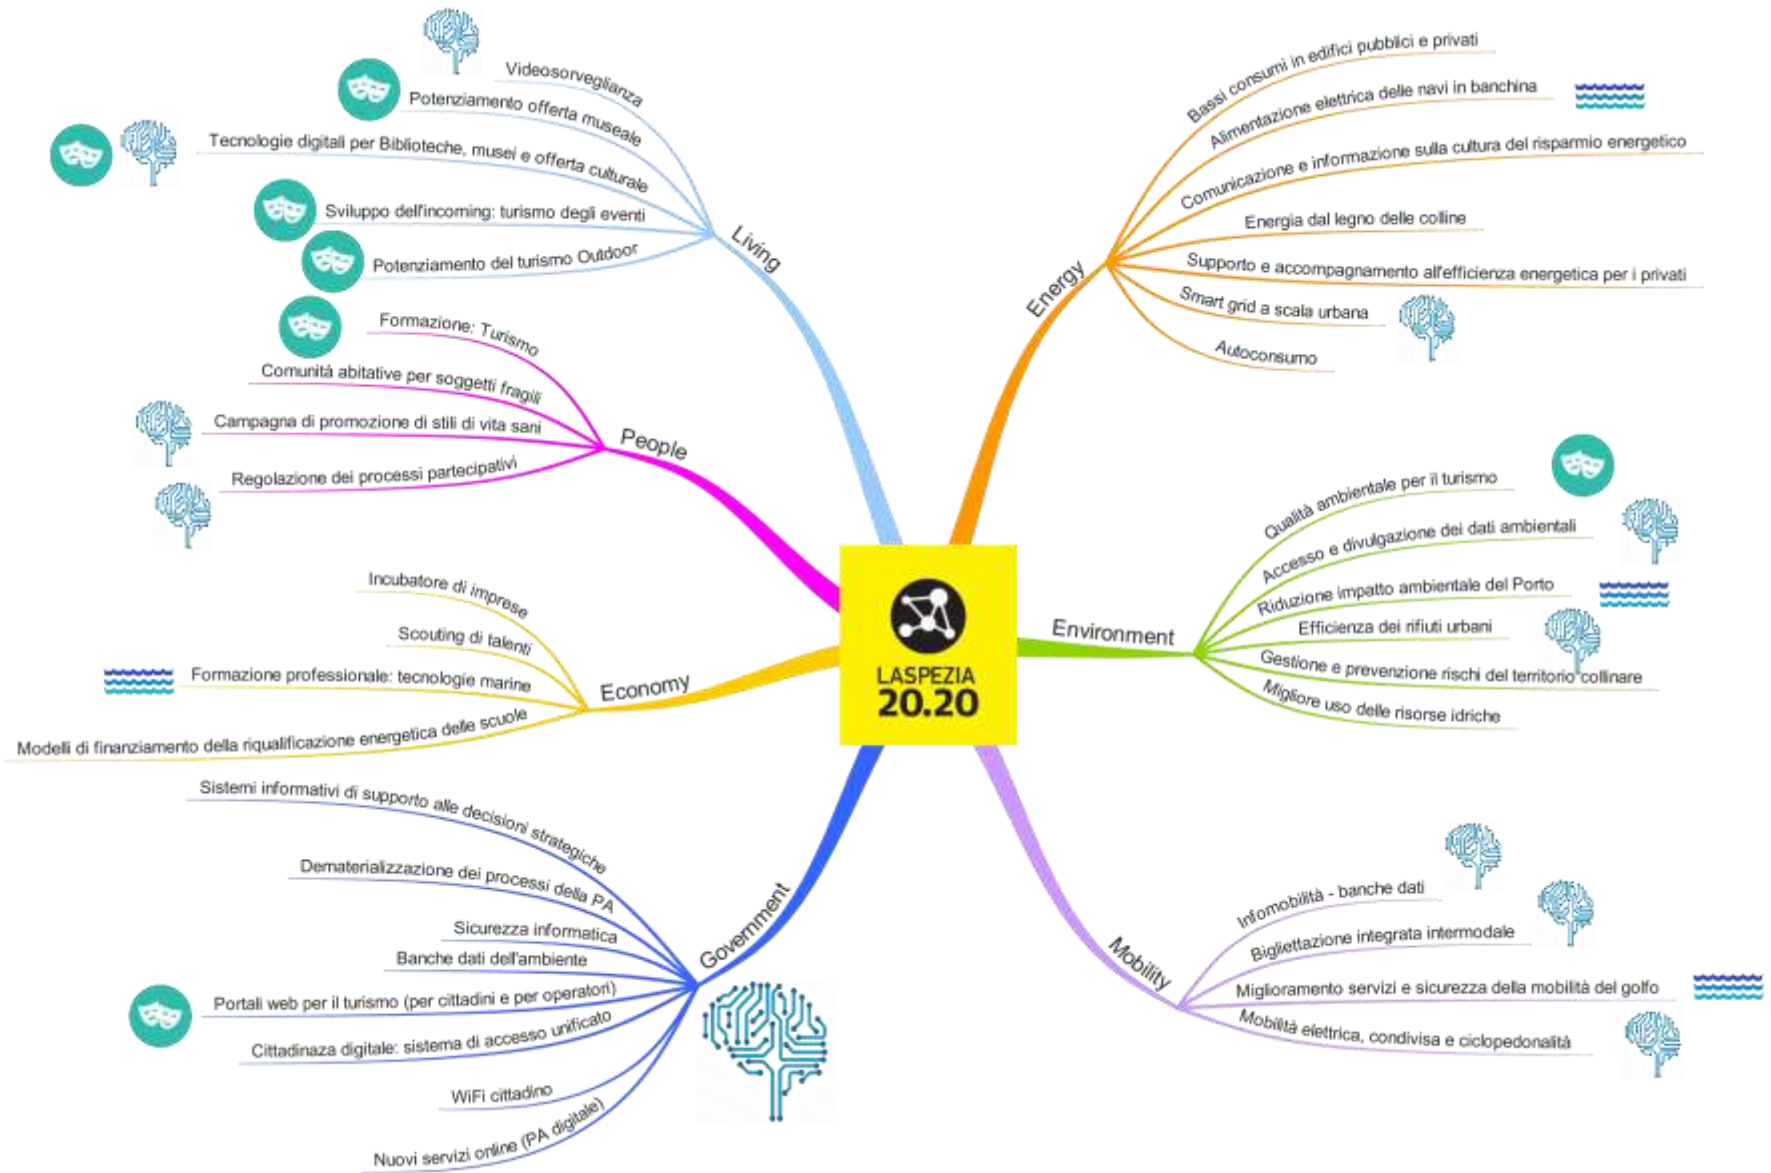 Living
Videosorveglianza
Potenziamento offerta museale
Tecnologie digitali per Biblioteche, musei e offerta culturale
Sviluppo dell'incoming: turismo degli eventi
Potenziamento del turismo Outdoor
People
Formazione: Turismo
Comunità abitative per soggetti fragili
Campagna di promozione di stili di vita sani
Regolazione dei processi partecipativi
Economy
Incubatore di imprese
Scouting di talenti
Formazione professionale: tecnologie marine
Modelli di finanziamento della riqualificazione energetica delle scuole
Government
Sistemi informativi di supporto alle decisioni strategiche
Dematerializzazione dei processi della PA
Sicurezza informatica
Banche dati dell'ambiente
Portali web per il turismo (per cittadini e per operatori)
Cittadinaza digitale: sistema di accesso unificato
WiFi cittadino
Nuovi servizi online (PA digitale)
LASPEZIA
20.20
Energy
Bassi consumi in edifici pubblici e privati
Alimentazione elettrica delle navi in banchina
Comunicazione e informazione sulla cultura del risparmio energetico
Energia dal legno delle colline
Supporto e accompagnamento all'efficienza energetica per i privati
Smart grid a scala urbana
Autoconsumo
Environment
Qualità ambientale per il turismo
Accesso e divulgazione dei dati ambientali
Riduzione impatto ambientale del Porto
Efficienza dei rifiuti urbani
Gestione e prevenzione rischi del territorio collinare
Migliore uso delle risorse idriche
Mobility
Infomobilità - banche dati
Bigliettazione integrata intermodale
Miglioramento servizi e sicurezza della mobilità del golfo
Mobilità elettrica, condivisa e ciclopedonalità